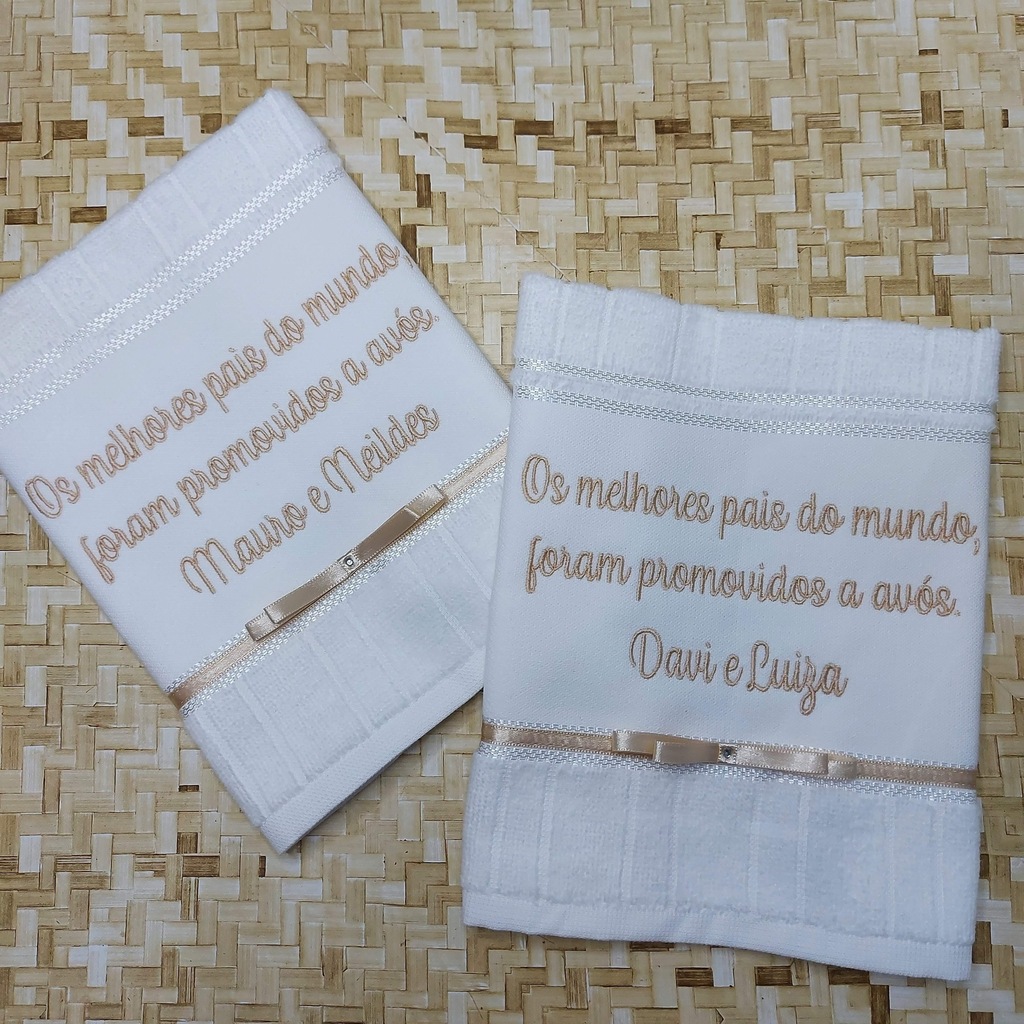 Os melhores pais do mundo,
foram promovidos a avós.
Mauro e Neildes
Os melhores pais do mundo,
foram promovidos a avós.
Davi e Luiza